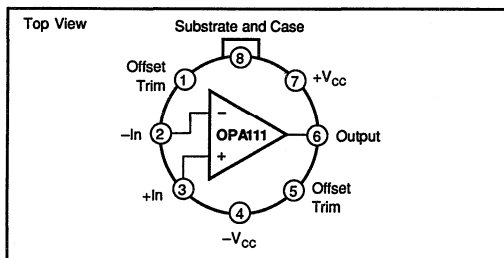 Top View
Substrate and Case
8
Offset
Trim
1
7
+VCC
–In
2
–
OPA111
+
6
Output
+In
3
5
Offset
Trim
4
–VCC